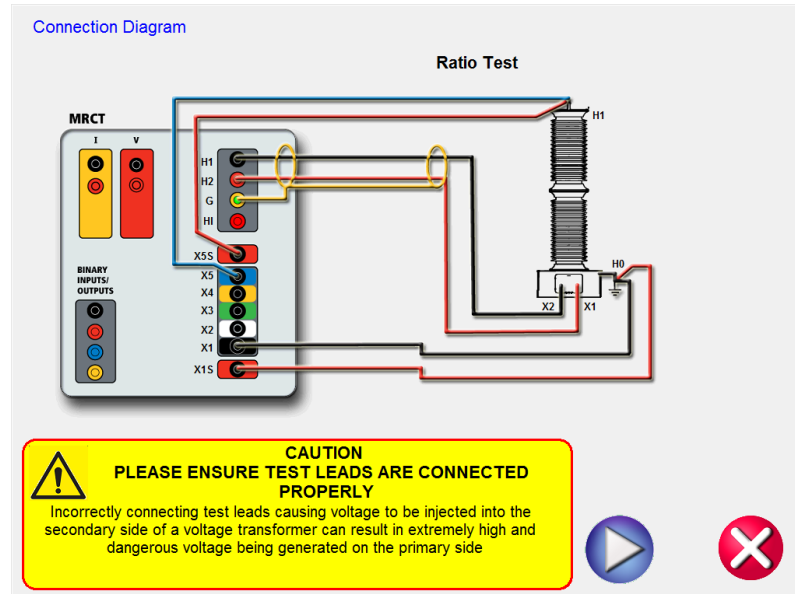 Connection Diagram
Ratio Test
MRCT
I V
H1
H2
G
HI
X5S
X5
X4
X3
X2
X1
X1S
BINARY
INPUTS/
OUTPUTS
H1
H0
X2 X1
CAUTION
PLEASE ENSURE TEST LEADS ARE CONNECTED
PROPERLY
Incorrectly connecting test leads causing voltage to be injected into the
secondary side of a voltage transformer can result in extremely high and
dangerous voltage being generated on the primary side